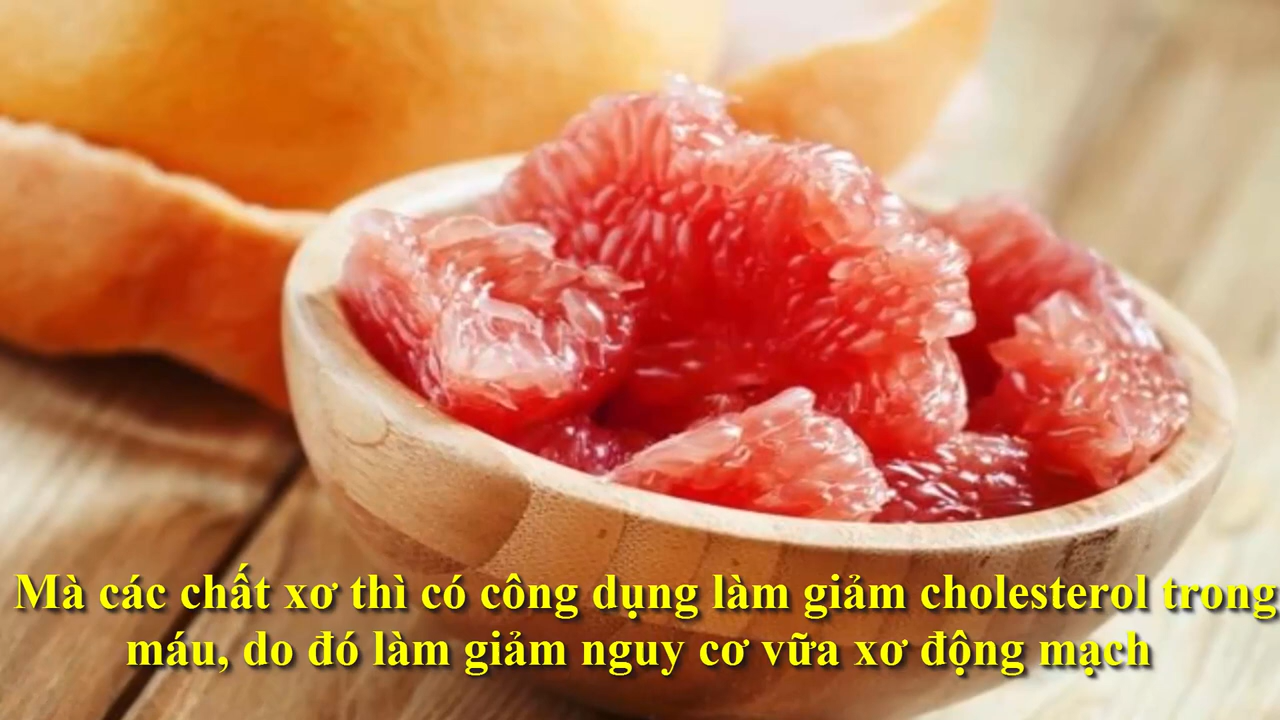 Mà các chất xơ thì có công dụng làm giảm cholesterol trong
máu, do đó làm giảm nguy cơ vữa xơ động mạch